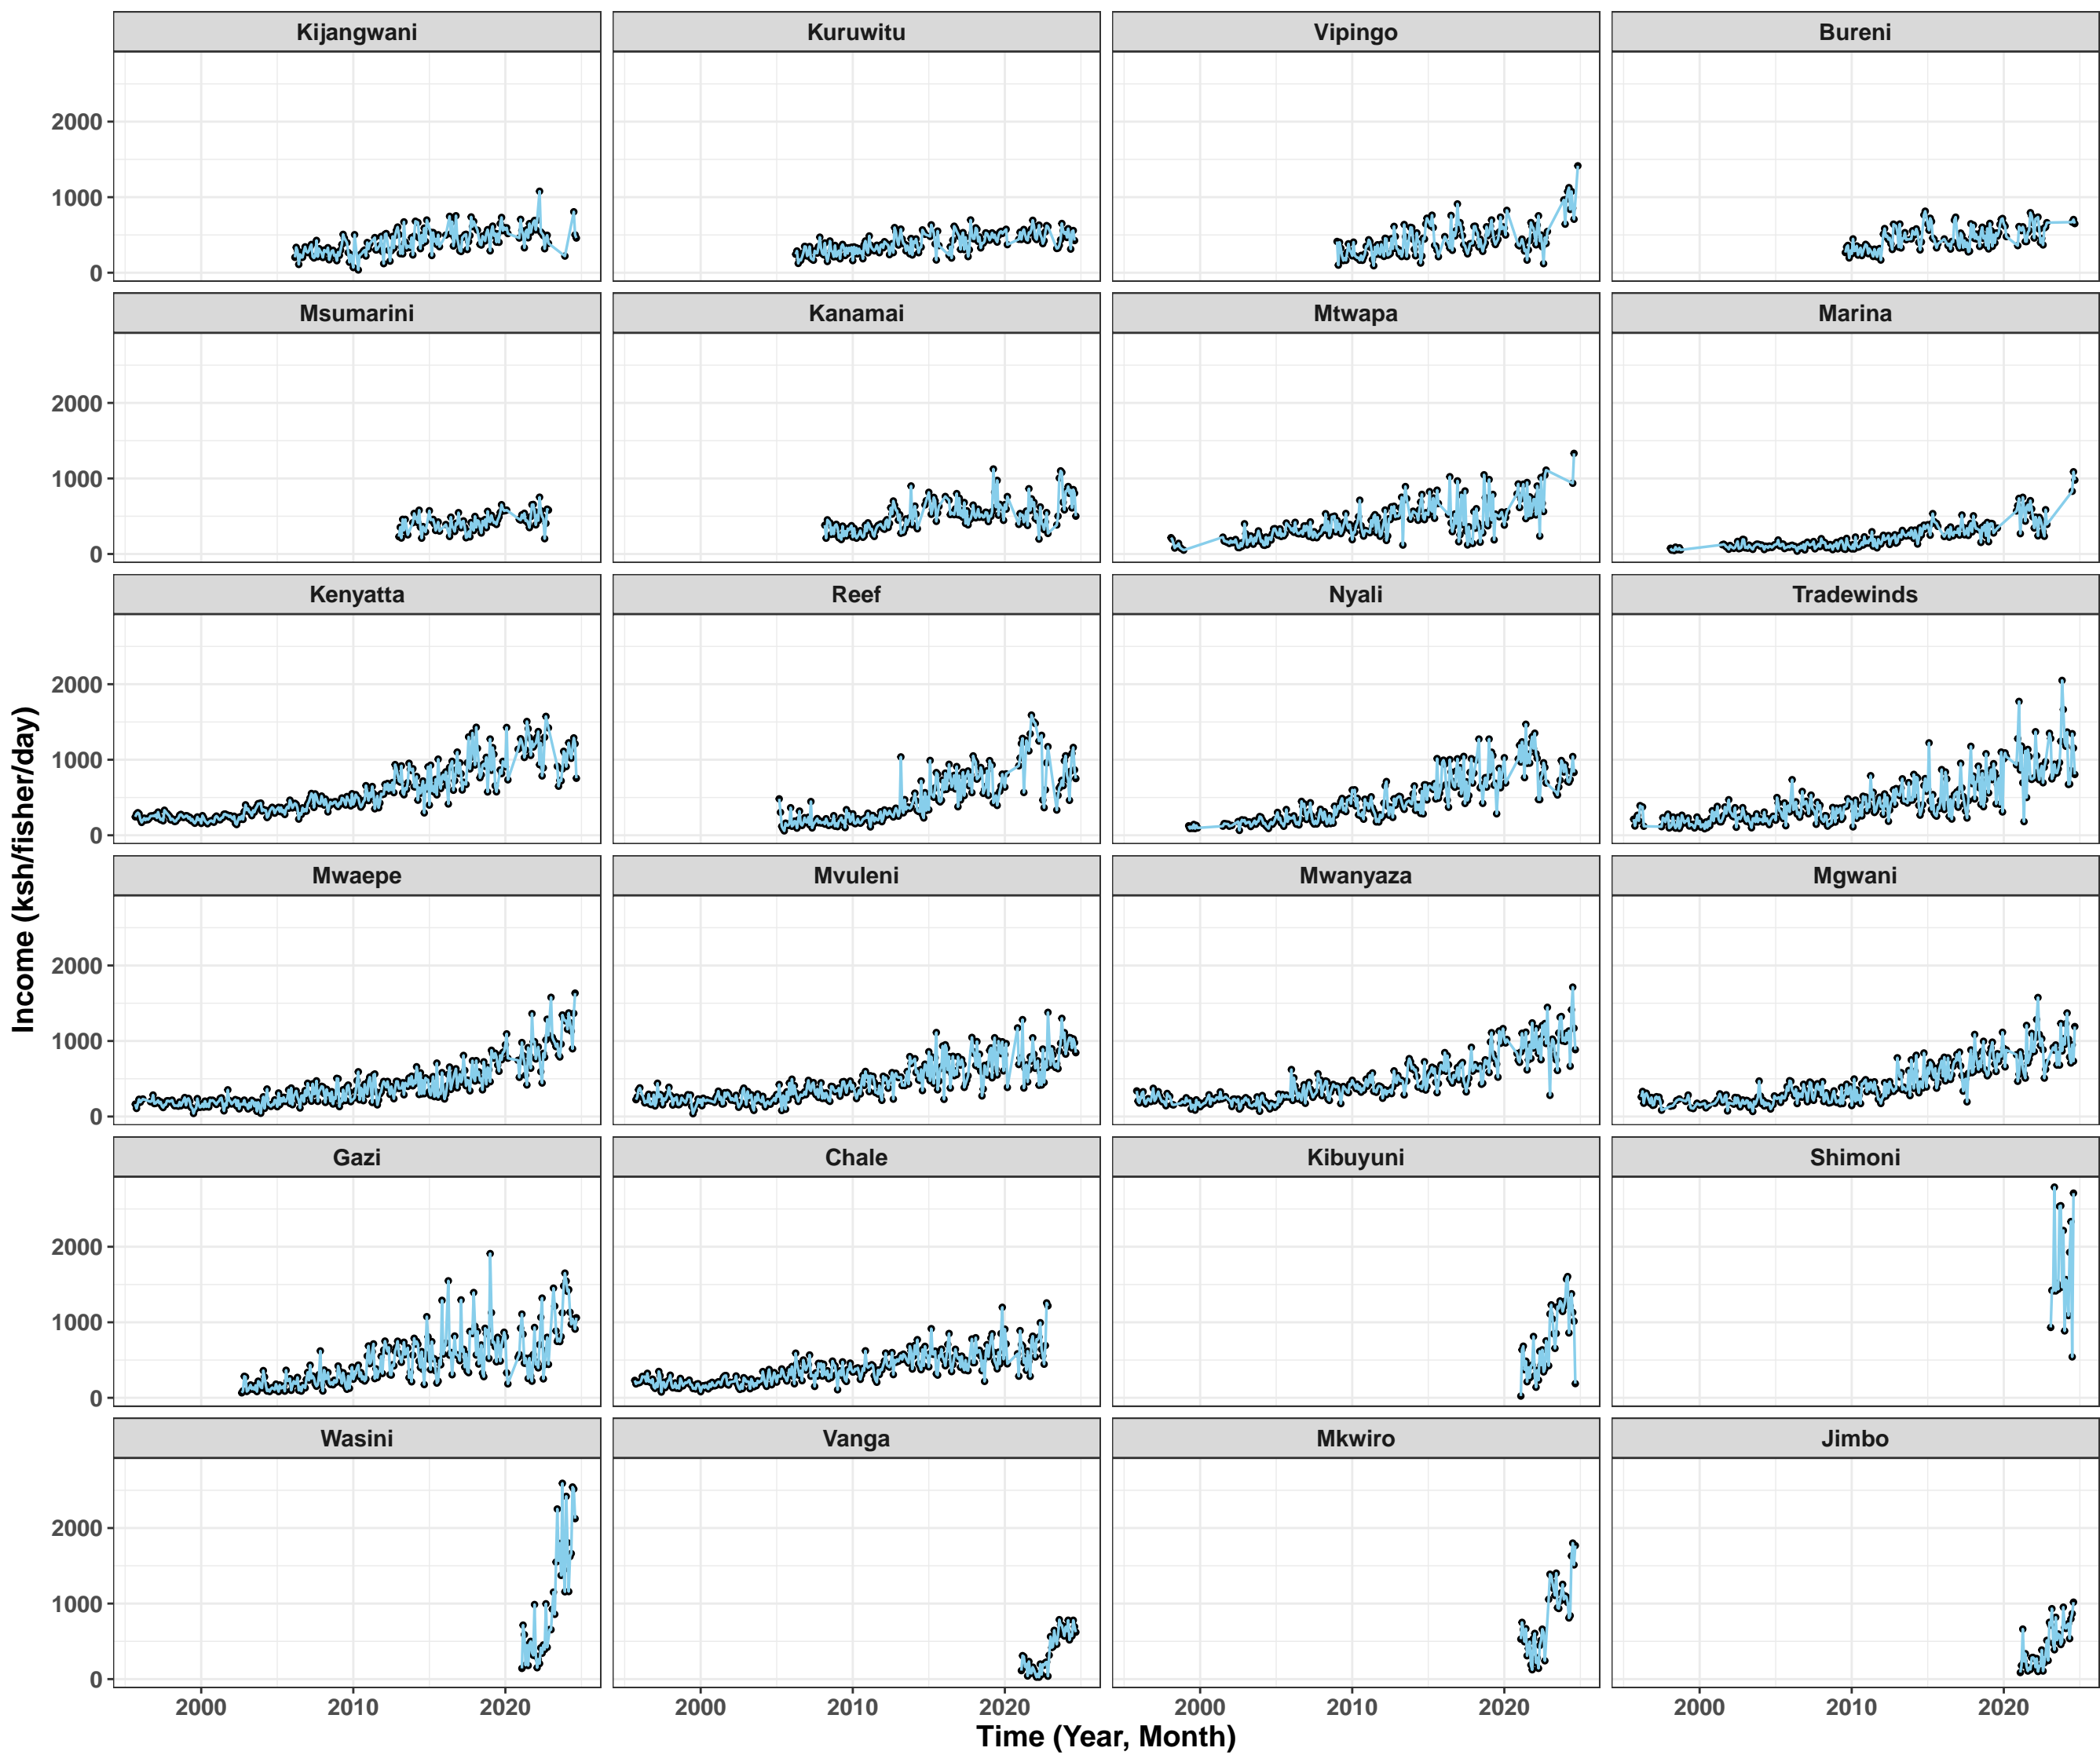 Kijangwani Kuruwitu Vipingo Bureni
2000
1000
0
Msumarini Kanamai Mtwapa Marina
2000
1000
0
Kenyatta Reef Nyali Tradewinds
2000
1000
0
Income (ksh/fisher/day)
Mwaepe Mvuleni Mwanyaza Mgwani
2000
1000
0
Gazi Chale Kibuyuni Shimoni
2000
1000
0
Wasini Vanga Mkwiro Jimbo
2000
1000
0
2000 2010 2020 2000 2010 2020 2000 2010 2020 2000 2010 2020
Time (Year, Month)